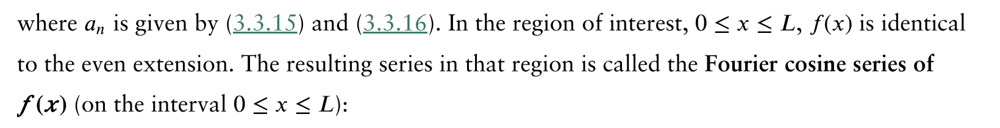 where aₙ is given by (3.3.15) and (3.3.16). In the region of interest, 0 ≤ x ≤ L, f(x) is identical
to the even extension. The resulting series in that region is called the Fourier cosine series of
f(x) (on the interval 0 ≤ x ≤ L):